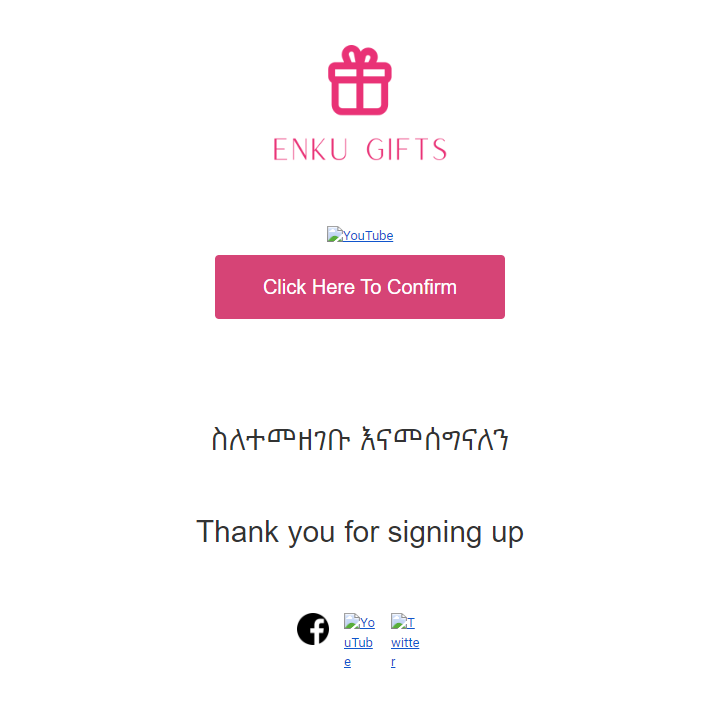 ENKU GIFTS
YouTube
Click Here To Confirm
ስለተመዘገቡ እናመሰግናለን
Thank you for signing up
YouTube
Twitter